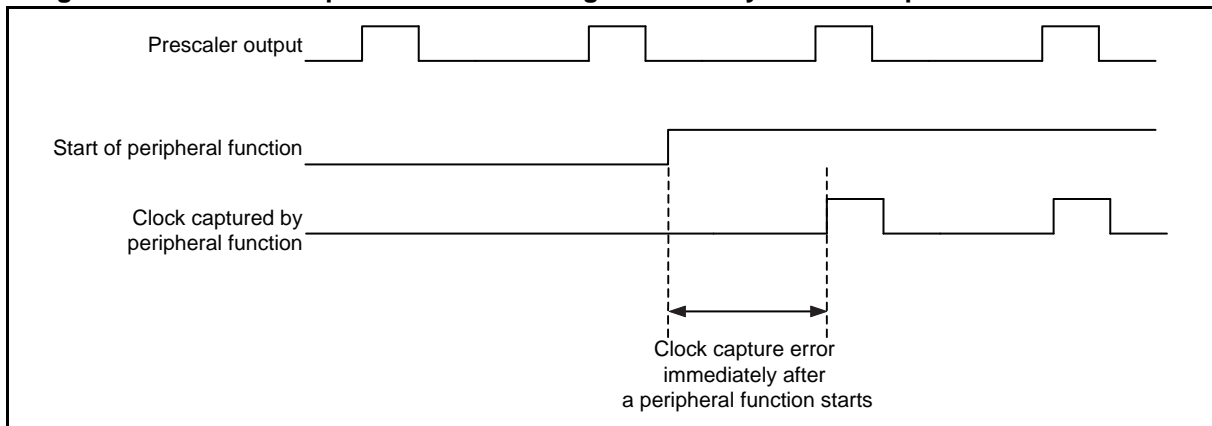 Prescaler output
Start of peripheral function
Clock captured by
peripheral function
Clock capture error
immediately after
a peripheral function starts